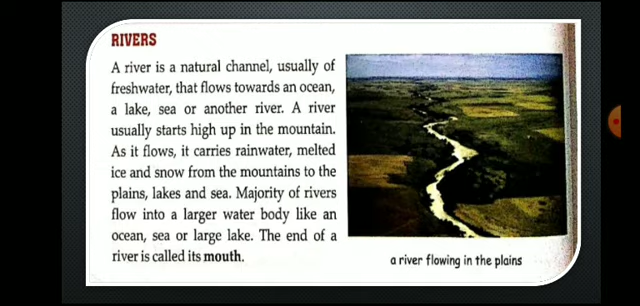 RIVERS
A river is a natural channel, usually of
freshwater, that flows towards an ocean,
a lake, sea or another river. A river
usually starts high up in the mountain.
As it flows, it carries rainwater, melted
ice and snow from the mountains to the
plains, lakes and sea. Majority of rivers
flow into a larger water body like an
ocean, sea or large lake. The end of a
river is called its mouth.
a river flowing in the plains